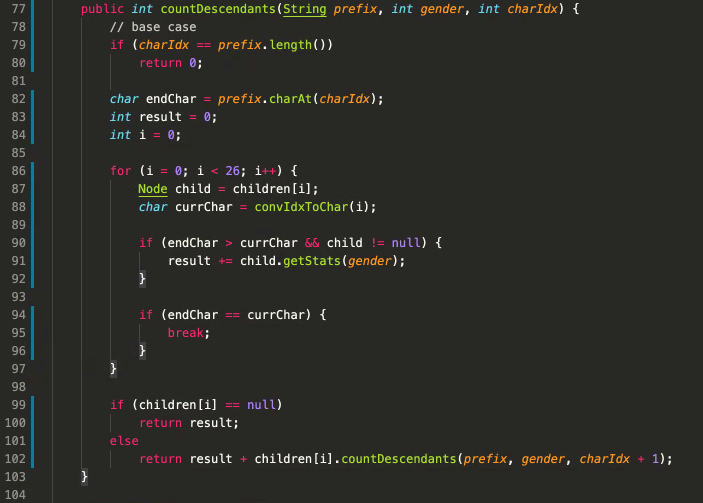 77 public int countDescendants(String prefix, int gender, int charIdx) {
78 // base case
79 if (charIdx == prefix.length())
80 return 0;
81
82 char endChar = prefix.charAt(charIdx);
83 int result = 0;
84 int i = 0;
85
86 for (i = 0; i < 26; i++) {
87 Node child = children[i];
88 char currChar = convIdxToChar(i);
89
90 if (endChar > currChar && child != null) {
91 result += child.getStats(gender);
92 }
93
94 if (endChar == currChar) {
95 break;
96 }
97 }
98
99 if (children[i] == null)
100 return result;
101 else
102 return result + children[i].countDescendants(prefix, gender, charIdx + 1);
103 }
104